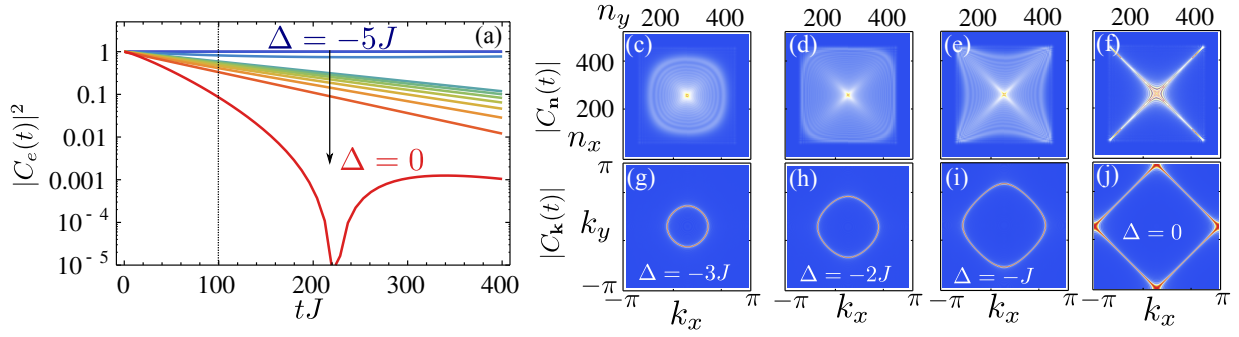 (a)
Δ = −5J
Δ = 0
|C_e(t)|²
1
0.1
0.01
0.001
10⁻⁴
10⁻⁵
0 100 200 300 400
tJ
n_y 200 400 200 400 200 400 200 400
|C_n(t)|
400
200
n_x
(c) (d) (e) (f)
|C_k(t)|
π
k_y
−π
(g) (h) (i) (j)
Δ = −3J Δ = −2J Δ = −J Δ = 0
−π π −π π −π π −π π
k_x k_x k_x k_x